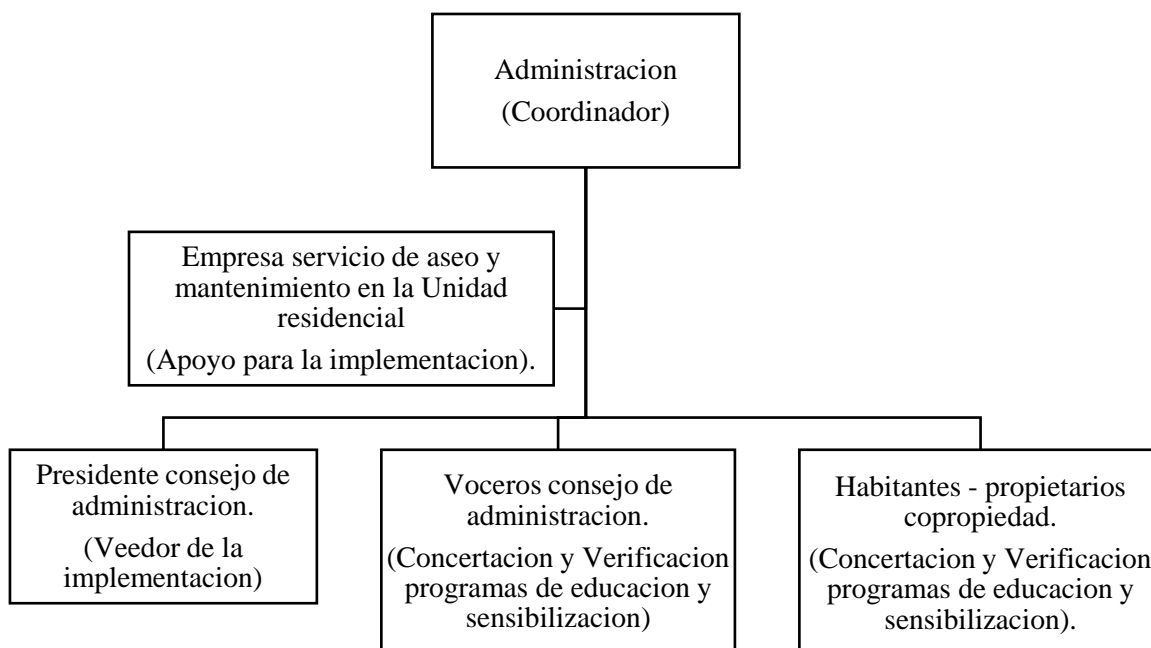 Administracion
(Coordinador)
Empresa servicio de aseo y
mantenimiento en la Unidad
residencial
(Apoyo para la implementacion).
Presidente consejo de
administracion.
(Veedor de la
implementacion)
Voceros consejo de
administracion.
(Concertacion y Verificacion
programas de educacion y
sensibilizacion)
Habitantes - propietarios
copropiedad.
(Concertacion y Verificacion
programas de educacion y
sensibilizacion).